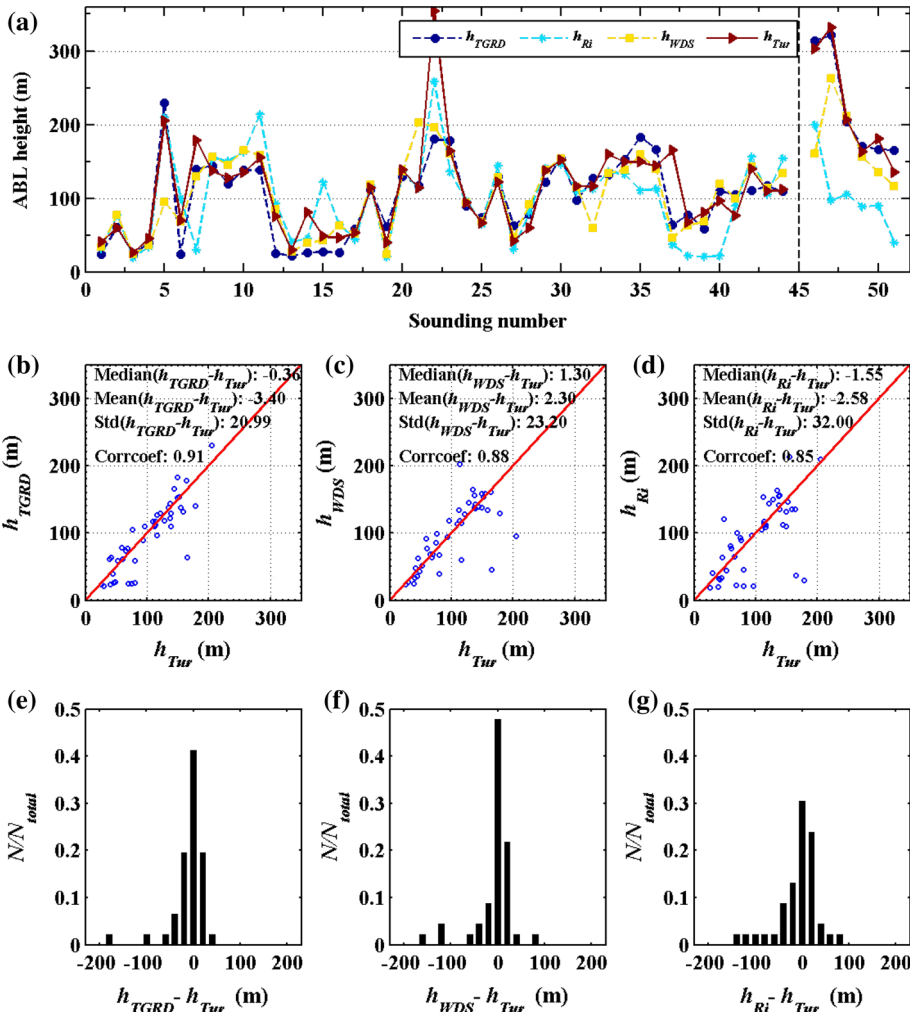 (a)
h_TGRD h_Ri h_WDS h_Tur
ABL height (m)
300
200
100
0
0 5 10 15 20 25 30 35 40 45 50
Sounding number
(b)
Median(h_TGRD-h_Tur): -0.36
Mean(h_TGRD-h_Tur): -3.40
Std(h_TGRD-h_Tur): 20.99
Corrcoef: 0.91
h_TGRD (m)
300
200
100
0
0 100 200 300
h_Tur (m)
(c)
Median(h_WDS-h_Tur): 1.30
Mean(h_WDS-h_Tur): 2.30
Std(h_WDS-h_Tur): 23.20
Corrcoef: 0.88
h_WDS (m)
300
200
100
0
0 100 200 300
h_Tur (m)
(d)
Median(h_Ri-h_Tur): -1.55
Mean(h_Ri-h_Tur): -2.58
Std(h_Ri-h_Tur): 32.00
Corrcoef: 0.85
h_Ri (m)
300
200
100
0
0 100 200 300
h_Tur (m)
(e)
N/N_total
0.5
0.4
0.3
0.2
0.1
0
-200 -100 0 100 200
h_TGRD- h_Tur (m)
(f)
N/N_total
0.5
0.4
0.3
0.2
0.1
0
-200 -100 0 100 200
h_WDS- h_Tur (m)
(g)
N/N_total
0.5
0.4
0.3
0.2
0.1
0
-200 -100 0 100 200
h_Ri- h_Tur (m)